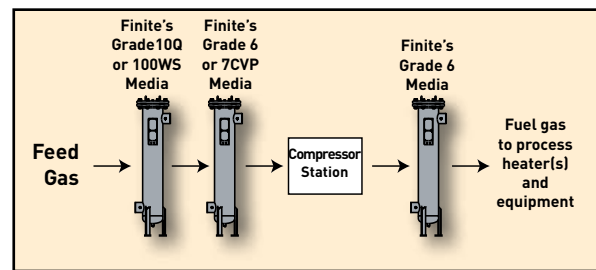 Finite's
Grade10Q
or 100WS
Media
Finite's
Grade 6
or 7CVP
Media
Finite's
Grade 6
Media
Feed
Gas
Compressor
Station
Fuel gas
to process
heater(s)
and
equipment